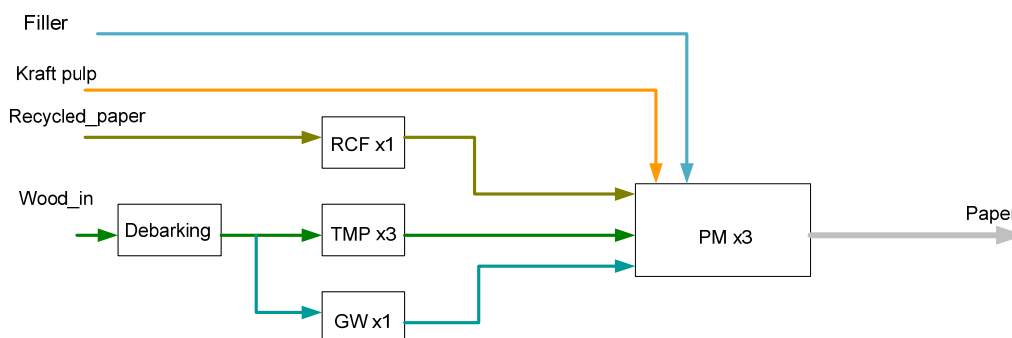 Filler
Kraft pulp
Recycled_paper
RCF x1
Wood_in
Debarking
TMP x3
PM x3
Paper
GW x1